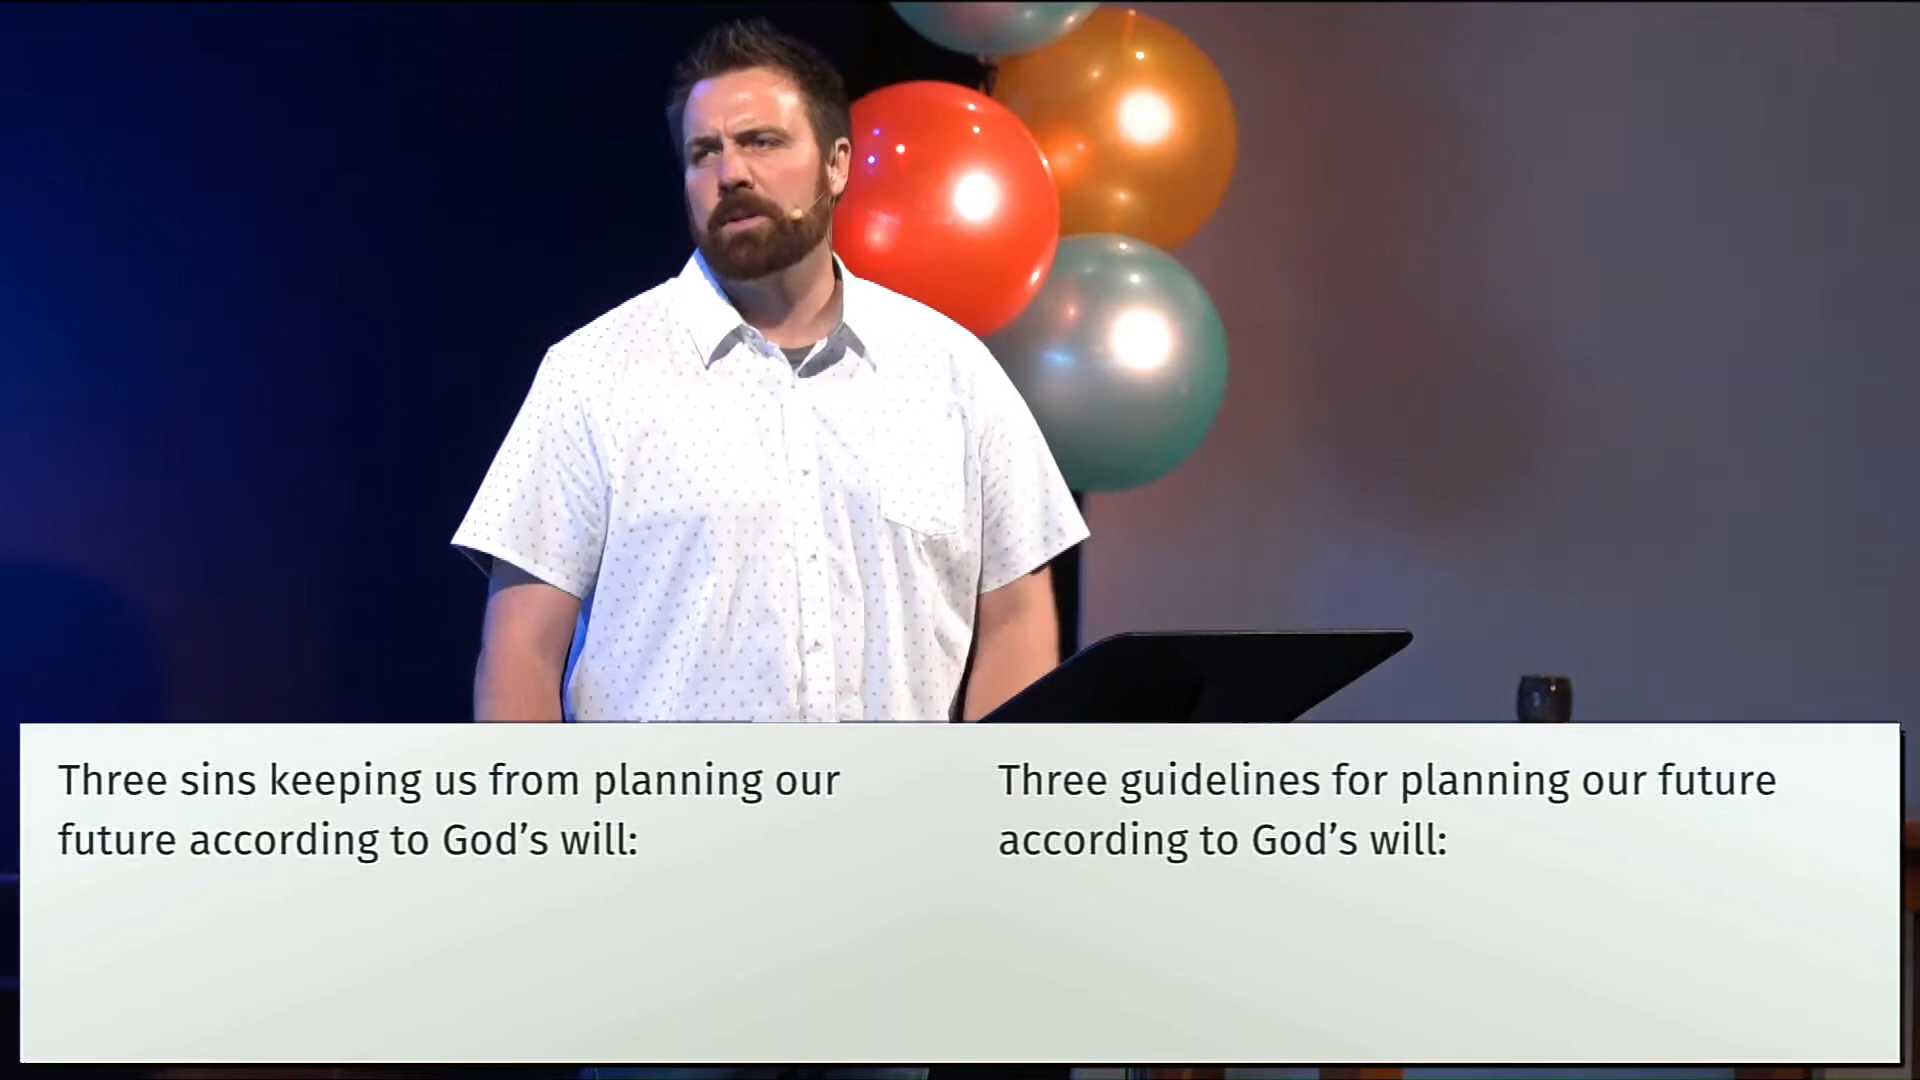 Three sins keeping us from planning our
future according to God’s will:
Three guidelines for planning our future
according to God’s will: